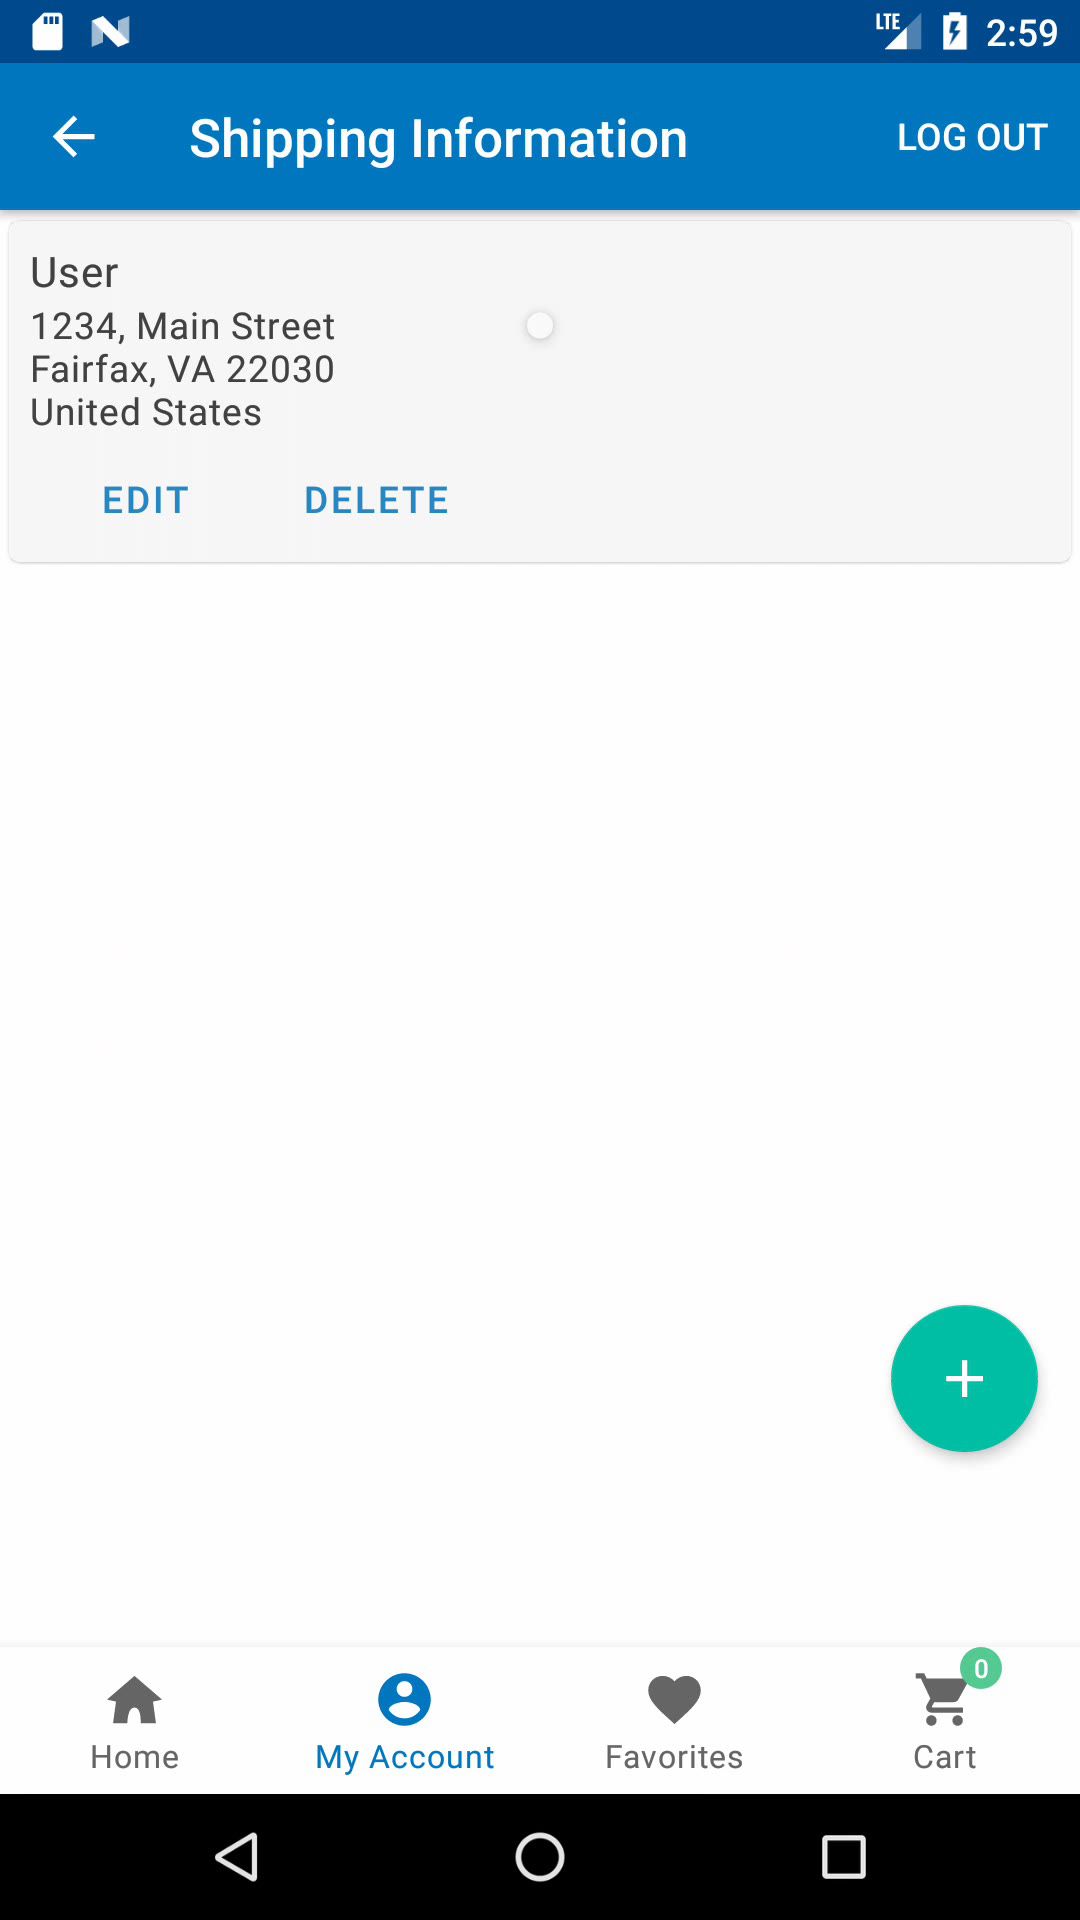 LTE 2:59
Shipping Information LOG OUT
User
1234, Main Street
Fairfax, VA 22030
United States
EDIT DELETE
0
Home My Account Favorites Cart